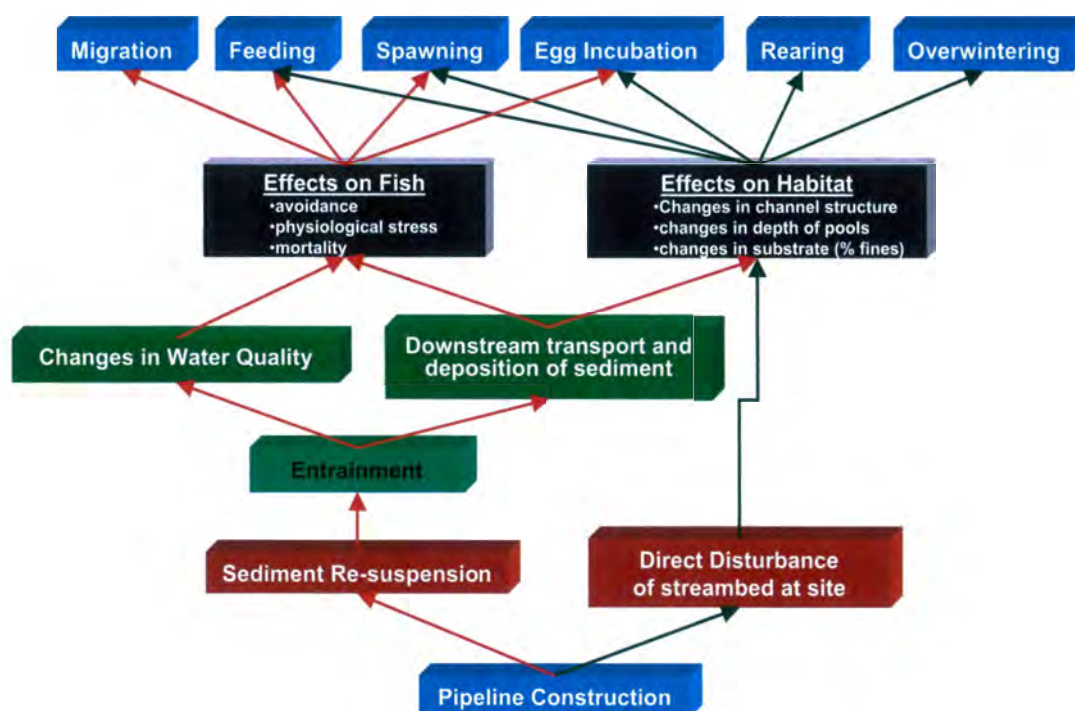 Migration
Feeding
Spawning
Egg Incubation
Rearing
Overwintering
Effects on Fish
•avoidance
•physiological stress
•mortality
Effects on Habitat
•Changes in channel structure
•changes in depth of pools
•changes in substrate (% fines)
Changes in Water Quality
Downstream transport and
deposition of sediment
Entrainment
Sediment Re-suspension
Direct Disturbance
of streambed at site
Pipeline Construction